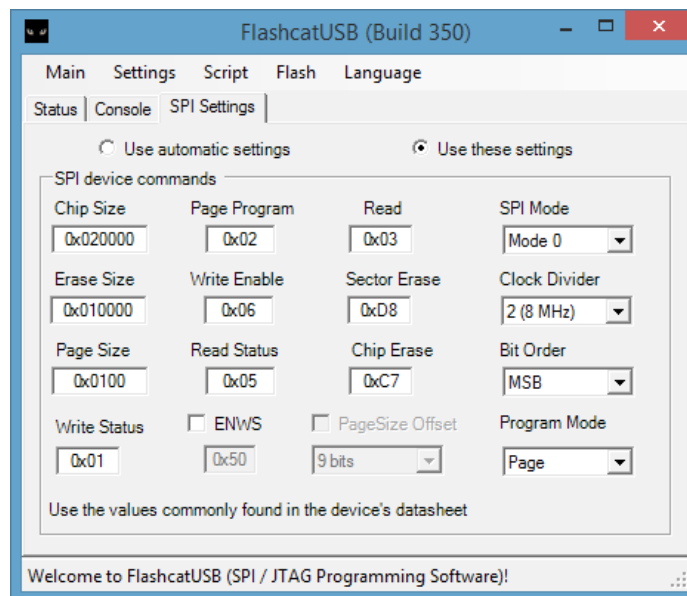 FlashcatUSB (Build 350)
Main Settings Script Flash Language
Status Console SPI Settings
Use automatic settings Use these settings
SPI device commands
Chip Size Page Program Read SPI Mode
0x020000 0x02 0x03 Mode 0
Erase Size Write Enable Sector Erase Clock Divider
0x010000 0x06 0xD8 2 (8 MHz)
Page Size Read Status Chip Erase Bit Order
0x0100 0x05 0xC7 MSB
Write Status ENWS PageSize Offset Program Mode
0x01 0x50 9 bits Page
Use the values commonly found in the device's datasheet
Welcome to FlashcatUSB (SPI / JTAG Programming Software)!